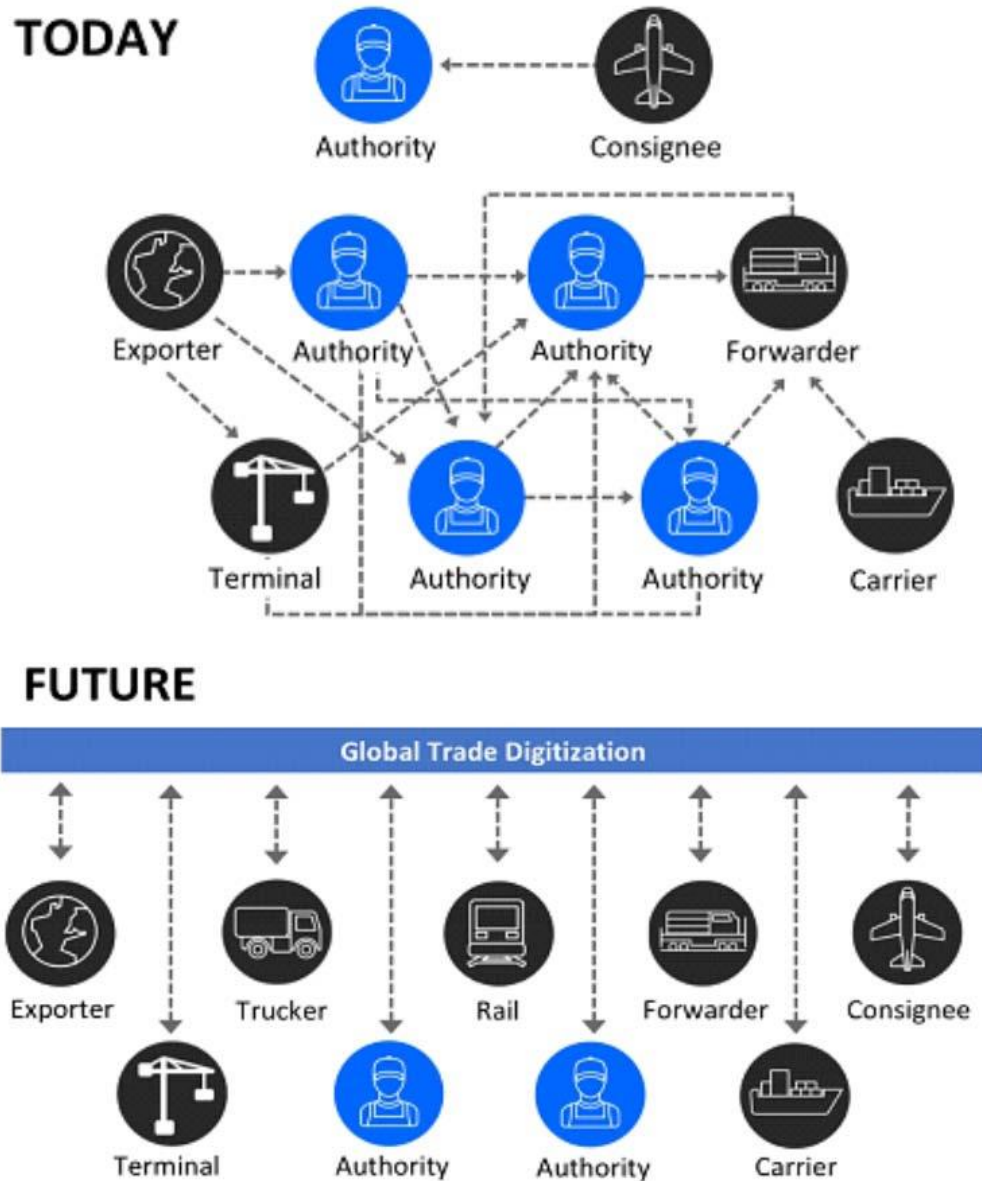 TODAY
Authority
Consignee
Exporter
Authority
Authority
Forwarder
Terminal
Authority
Authority
Carrier
FUTURE
Global Trade Digitization
Exporter
Trucker
Rail
Forwarder
Consignee
Terminal
Authority
Authority
Carrier